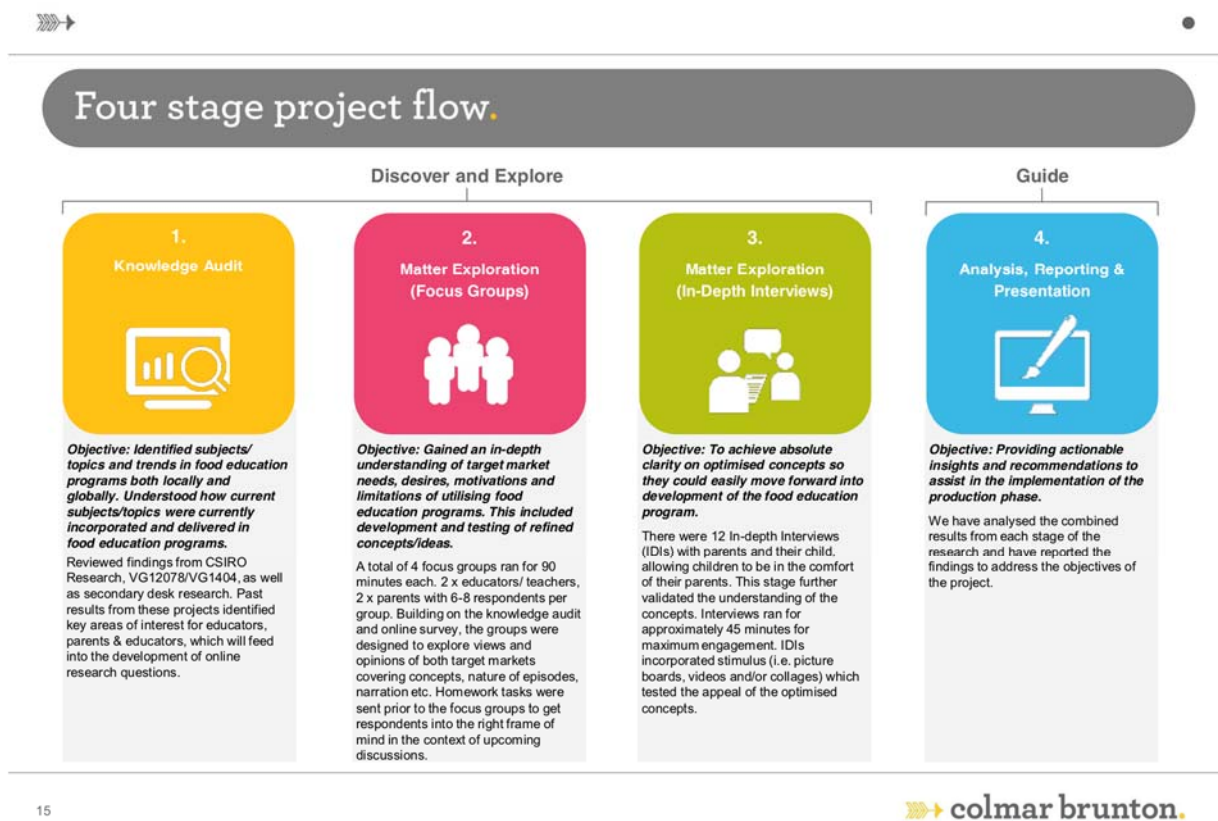 Four stage project flow.
Discover and Explore
Guide
1.
Knowledge Audit
Objective: Identified subjects/
topics and trends in food education
programs both locally and
globally. Understood how current
subjects/topics were currently
incorporated and delivered in
food education programs.
Reviewed findings from CSIRO
Research, VG12078/VG1404, as well
as secondary desk research. Past
results from these projects identified
key areas of interest for educators,
parents & educators, which will feed
into the development of online
research questions.
2.
Matter Exploration
(Focus Groups)
Objective: Gained an in-depth
understanding of target market
needs, desires, motivations and
limitations of utilising food
education programs. This included
development and testing of refined
concepts/ideas.
A total of 4 focus groups ran for 90
minutes each. 2 x educators/ teachers,
2 x parents with 6-8 respondents per
group. Building on the knowledge audit
and online survey, the groups were
designed to explore views and
opinions of both target markets
covering concepts, nature of episodes,
narration etc. Homework tasks were
sent prior to the focus groups to get
respondents into the right frame of
mind in the context of upcoming
discussions.
3.
Matter Exploration
(In-Depth Interviews)
Objective: To achieve absolute
clarity on optimised concepts so
they could easily move forward into
development of the food education
program.
There were 12 In-depth Interviews
(IDIs) with parents and their child,
allowing children to be in the comfort
of their parents. This stage further
validated the understanding of the
concepts. Interviews ran for
approximately 45 minutes for
maximum engagement. IDIs
incorporated stimulus (i.e. picture
boards, videos and/or collages) which
tested the appeal of the optimised
concepts.
4.
Analysis, Reporting &
Presentation
Objective: Providing actionable
insights and recommendations to
assist in the implementation of the
production phase.
We have analysed the combined
results from each stage of the
research and have reported the
findings to address the objectives of
the project.
15
colmar brunton.